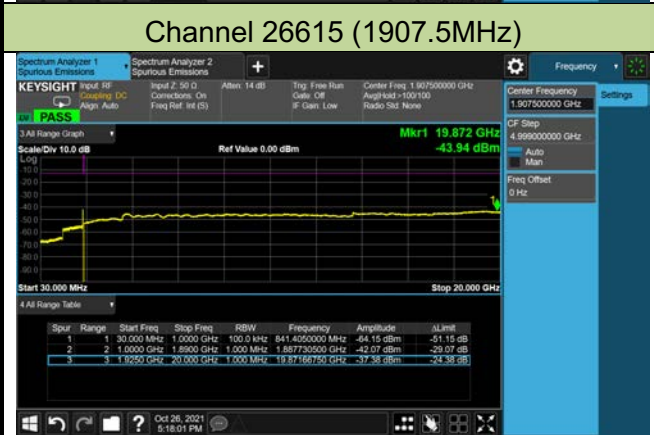 Channel 26615 (1907.5MHz)
Spectrum Analyzer 1
Spurious Emissions
Spectrum Analyzer 2
Spurious Emissions
+
Frequency
KEYSIGHT
Input: RF
Coupling: DC
Align: Auto
Input Z: 50 Ω
Corrections: On
Freq Ref: Int (S)
Atten: 14 dB
Trig: Free Run
Gate: Off
IF Gain: Low
Center Freq: 1.907500000 GHz
Avg|Hold:>100/100
Radio Std: None
PASS
Center Frequency
1.907500000 GHz
Settings
CF Step
4.999000000 GHz
Auto
Man
Freq Offset
0 Hz
3 All Range Graph
Mkr1 19.872 GHz
-43.94 dBm
Scale/Div 10.0 dB
Ref Value 0.00 dBm
Log
-10.0
-20.0
-30.0
-40.0
-50.0
-60.0
-70.0
-80.0
-90.0
1
Start 30.000 MHz
Stop 20.000 GHz
4 All Range Table
Spur Range Start Freq Stop Freq RBW Frequency Amplitude ΔLimit
1 1 30.000 MHz 1.0000 GHz 100.0 kHz 841.4050000 MHz -64.15 dBm -51.15 dB
2 2 1.0000 GHz 1.8900 GHz 1.000 MHz 1.887730500 GHz -42.07 dBm -29.07 dB
3 3 1.9250 GHz 20.000 GHz 1.000 MHz 19.87166750 GHz -37.38 dBm -24.38 dB
?
Oct 26, 2021
5:18:01 PM